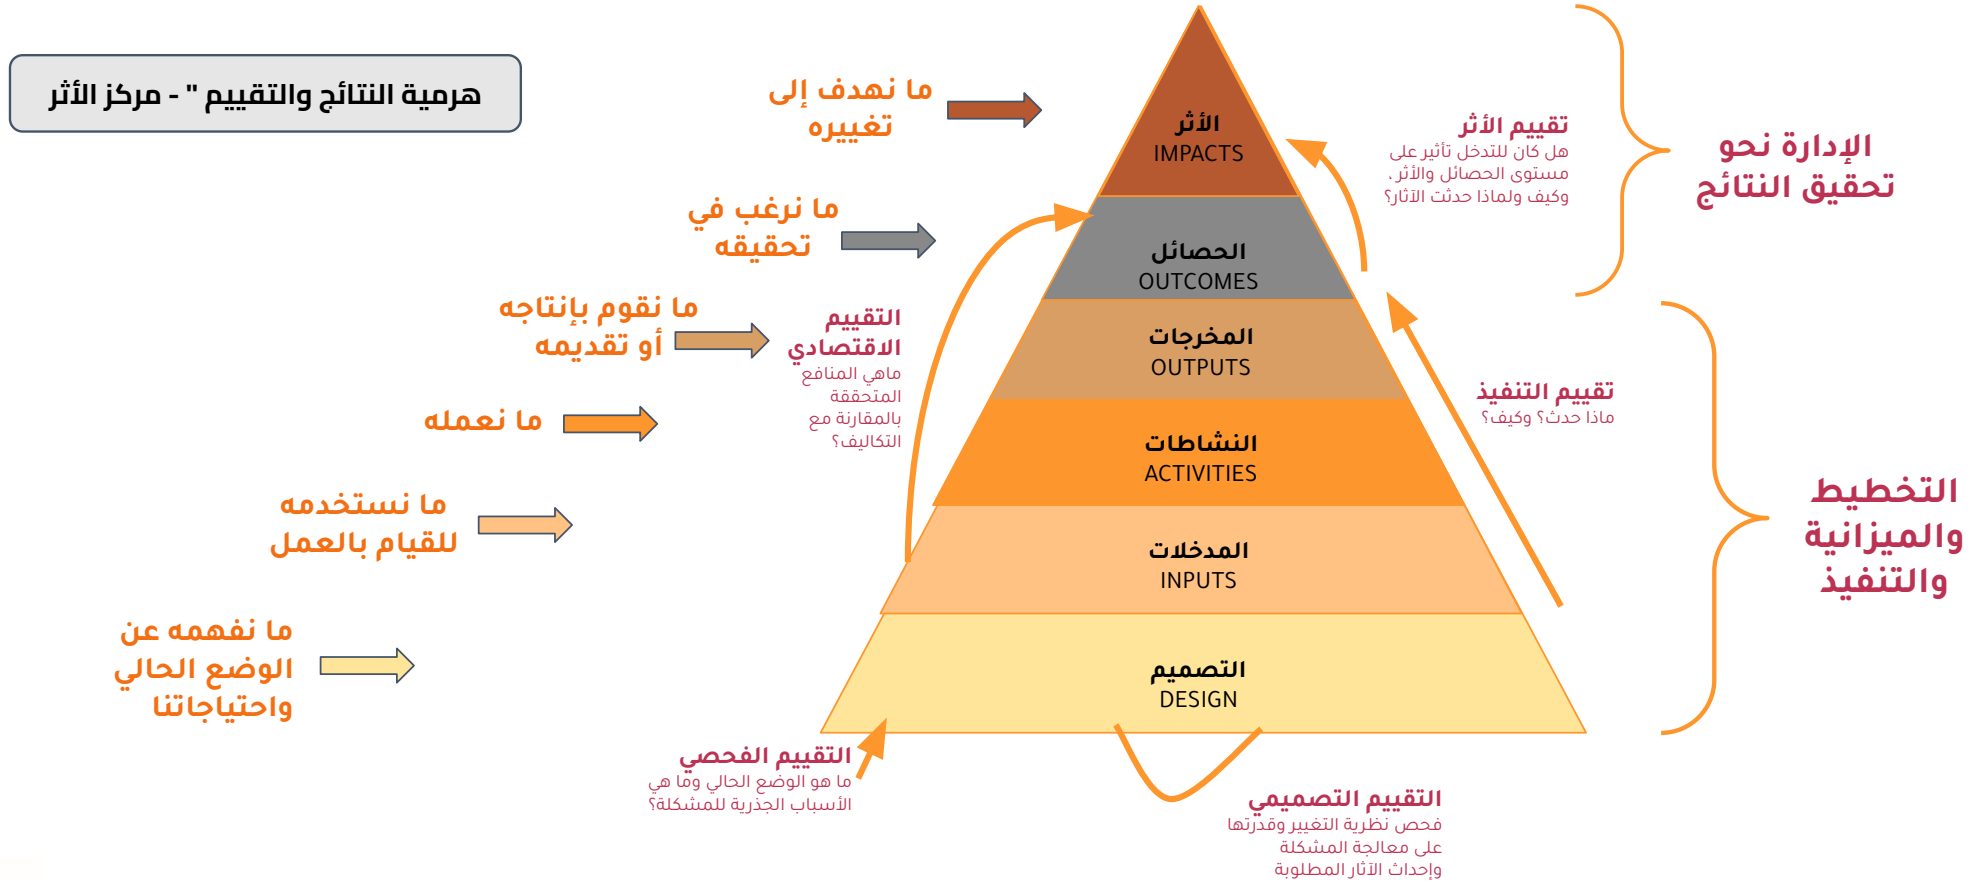 هرمية النتائج والتقييم " - مركز الأثر
ما نهدف إلى
تغييره
ما نرغب في
تحقيقه
ما نقوم بإنتاجه
أو تقديمه
ما نعمله
ما نستخدمه
للقيام بالعمل
ما نفهمه عن
الوضع الحالي
واحتياجاتنا
الأثر
IMPACTS
الحصائل
OUTCOMES
المخرجات
OUTPUTS
النشاطات
ACTIVITIES
المدخلات
INPUTS
التصميم
DESIGN
تقييم الأثر
هل كان للتدخل تأثير على
مستوى الحصائل والأثر ،
وكيف ولماذا حدثت الآثار؟
الإدارة نحو
تحقيق النتائج
التقييم
الاقتصادي
ماهي المنافع
المتحققة
بالمقارنة مع
التكاليف؟
تقييم التنفيذ
ماذا حدث؟ وكيف؟
التخطيط
والميزانية
والتنفيذ
التقييم الفحصي
ما هو الوضع الحالي وما هي
الأسباب الجذرية للمشكلة؟
التقييم التصميمي
فحص نظرية التغيير وقدرتها
على معالجة المشكلة
وإحداث الآثار المطلوبة